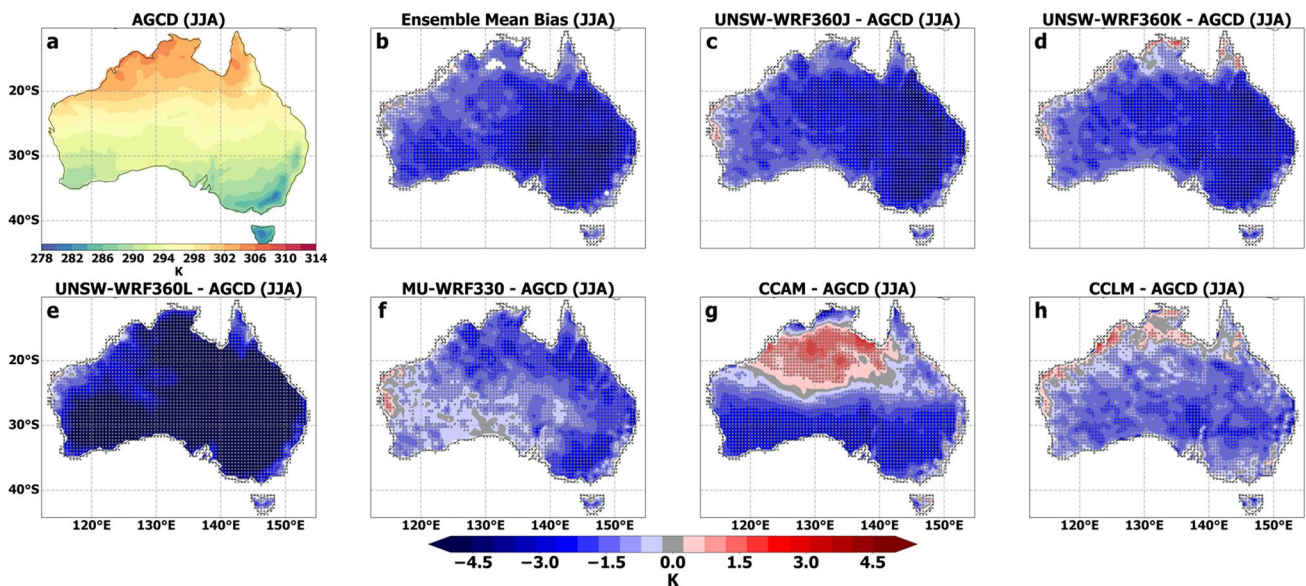 AGCD (JJA)
Ensemble Mean Bias (JJA)
UNSW-WRF360J - AGCD (JJA)
UNSW-WRF360K - AGCD (JJA)
a
b
c
d
20°S
30°S
40°S
278 282 286 290 294 298 302 306 310 314
K
UNSW-WRF360L - AGCD (JJA)
MU-WRF330 - AGCD (JJA)
CCAM - AGCD (JJA)
CCLM - AGCD (JJA)
e
f
g
h
20°S
30°S
40°S
120°E 130°E 140°E 150°E
120°E 130°E 140°E 150°E
120°E 130°E 140°E 150°E
120°E 130°E 140°E 150°E
−4.5 −3.0 −1.5 0.0 1.5 3.0 4.5
K